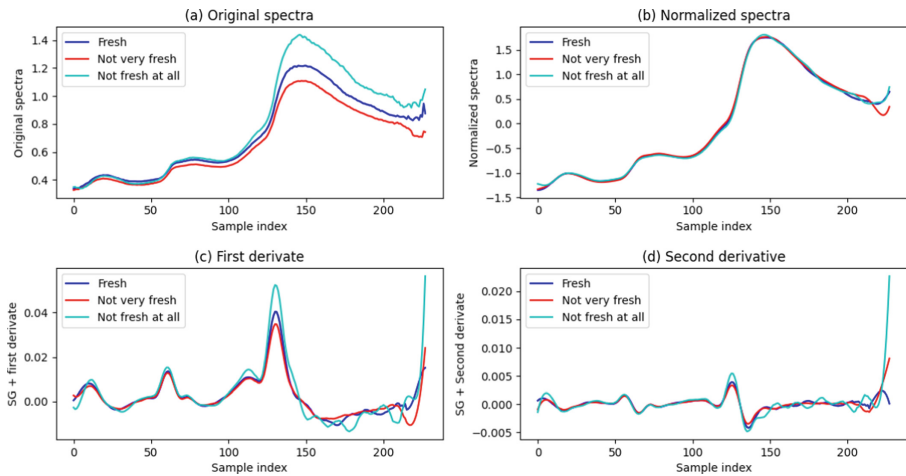 (a) Original spectra
Original spectra
1.4
1.2
1.0
0.8
0.6
0.4
Fresh
Not very fresh
Not fresh at all
0 50 100 150 200
Sample index
(b) Normalized spectra
Normalized spectra
1.5
1.0
0.5
0.0
−0.5
−1.0
−1.5
Fresh
Not very fresh
Not fresh at all
0 50 100 150 200
Sample index
(c) First derivate
SG + first derivate
0.04
0.02
0.00
Fresh
Not very fresh
Not fresh at all
0 50 100 150 200
Sample index
(d) Second derivative
SG + Second derivate
0.020
0.015
0.010
0.005
0.000
−0.005
Fresh
Not very fresh
Not fresh at all
0 50 100 150 200
Sample index